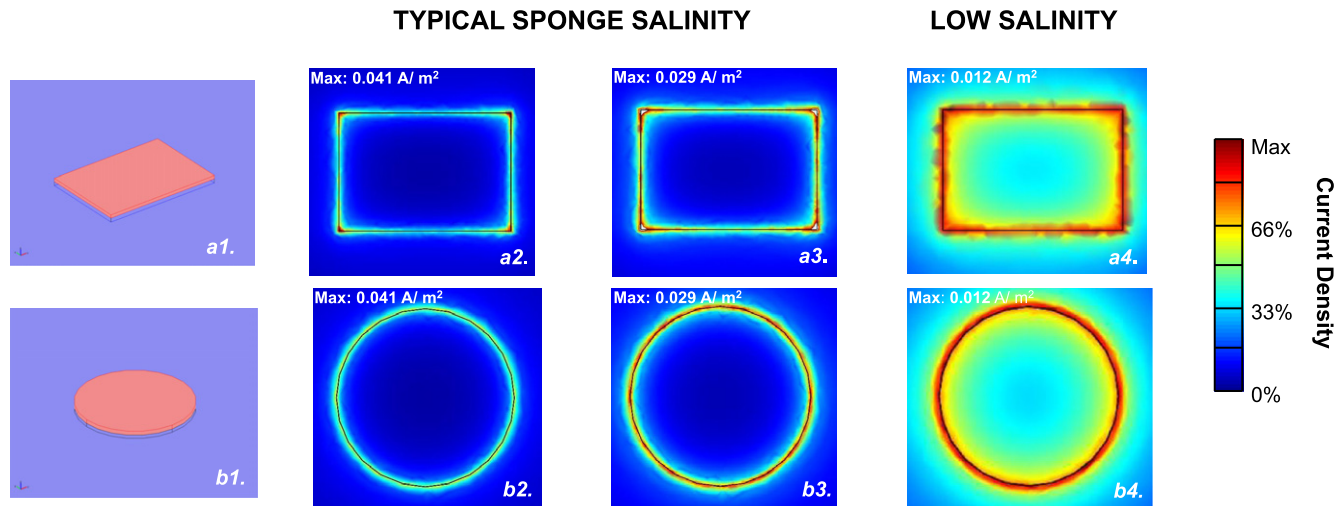 TYPICAL SPONGE SALINITY
LOW SALINITY
Max: 0.041 A/ m²
Max: 0.029 A/ m²
Max: 0.012 A/ m²
a1.
a2.
a3.
a4.
Max: 0.041 A/ m²
Max: 0.029 A/ m²
Max: 0.012 A/ m²
b1.
b2.
b3.
b4.
Max
66%
33%
0%
Current Density